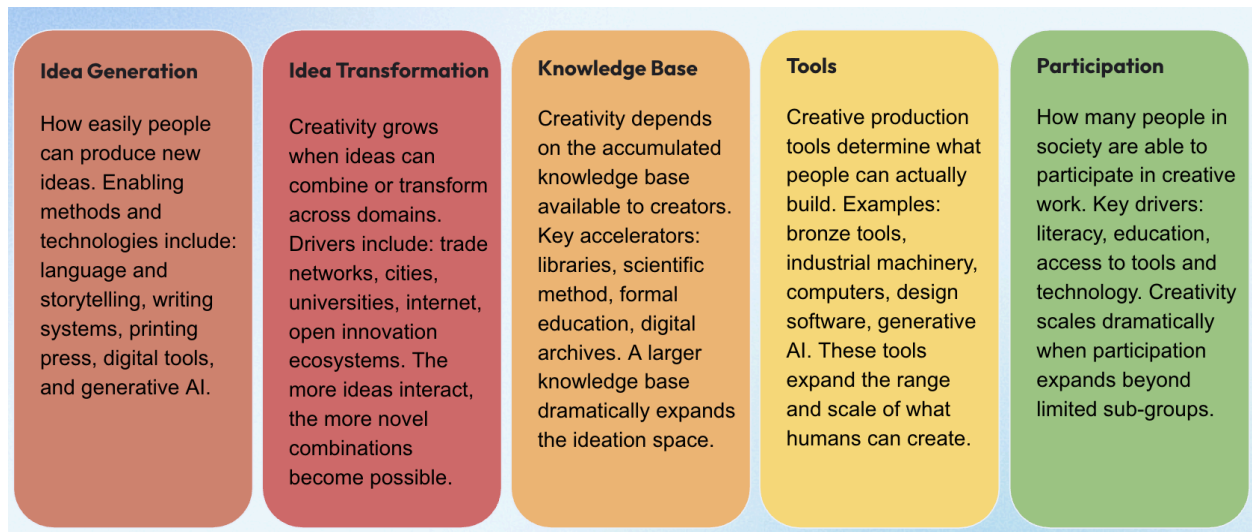 Idea Generation
How easily people
can produce new
ideas. Enabling
methods and
technologies include:
language and
storytelling, writing
systems, printing
press, digital tools,
and generative AI.
Idea Transformation
Creativity grows
when ideas can
combine or transform
across domains.
Drivers include: trade
networks, cities,
universities, internet,
open innovation
ecosystems. The
more ideas interact,
the more novel
combinations
become possible.
Knowledge Base
Creativity depends
on the accumulated
knowledge base
available to creators.
Key accelerators:
libraries, scientific
method, formal
education, digital
archives. A larger
knowledge base
dramatically expands
the ideation space.
Tools
Creative production
tools determine what
people can actually
build. Examples:
bronze tools,
industrial machinery,
computers, design
software, generative
AI. These tools
expand the range
and scale of what
humans can create.
Participation
How many people in
society are able to
participate in creative
work. Key drivers:
literacy, education,
access to tools and
technology. Creativity
scales dramatically
when participation
expands beyond
limited sub-groups.